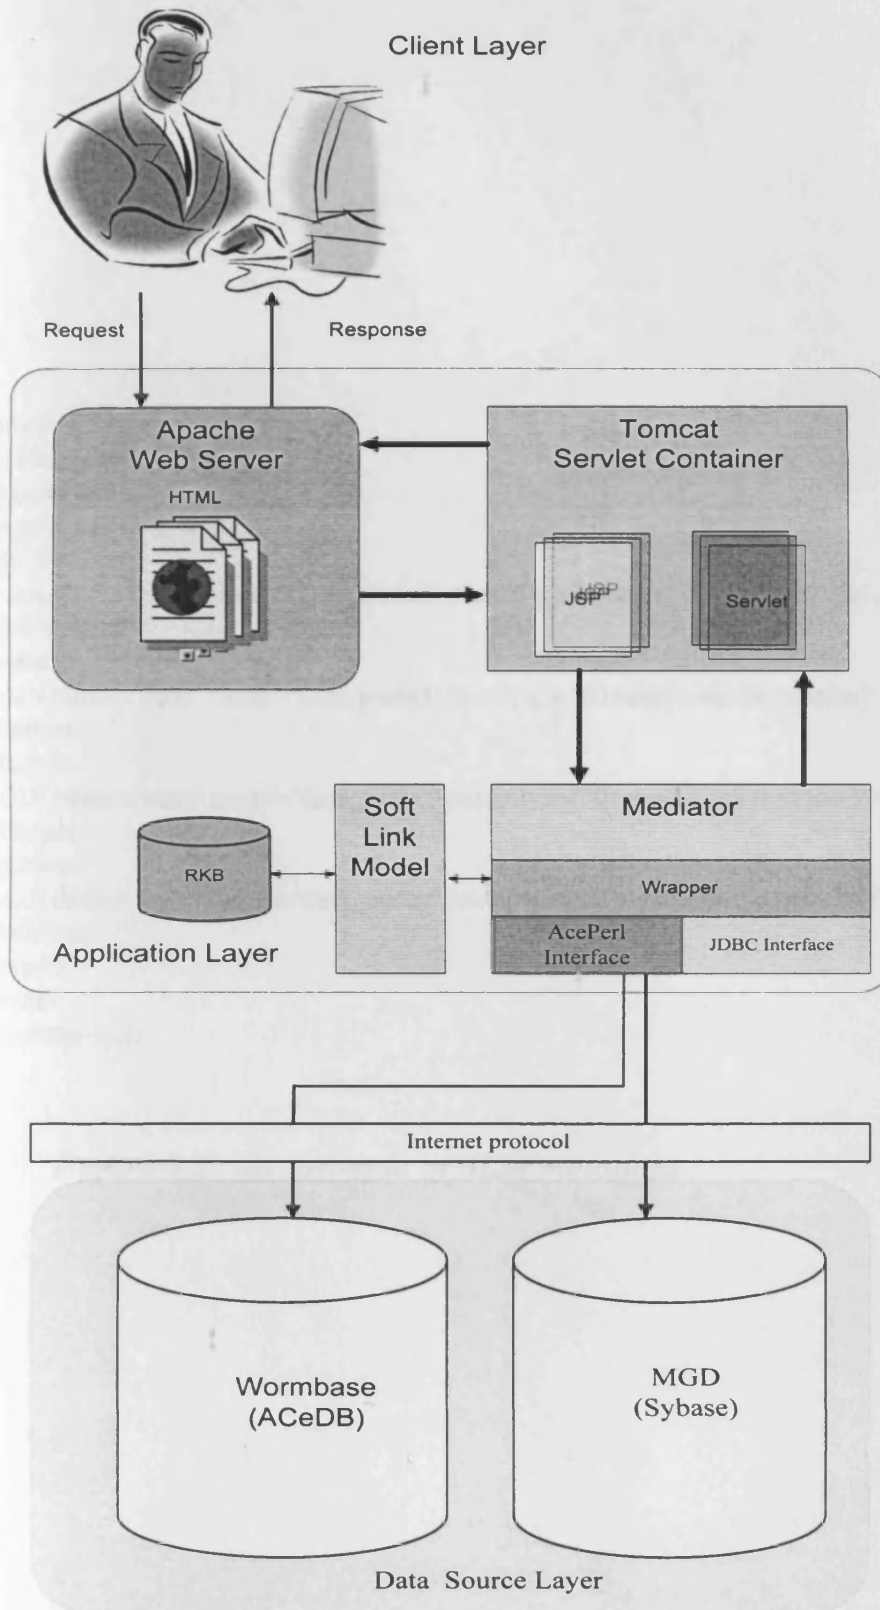 Client Layer
Request
Response
Apache
Web Server
HTML
Tomcat
Servlet Container
JSP
JSP
Servlet
Soft
Link
Model
Mediator
RKB
Wrapper
AcePerl
Interface
JDBC Interface
Application Layer
Internet protocol
Wormbase
(ACeDB)
MGD
(Sybase)
Data Source Layer